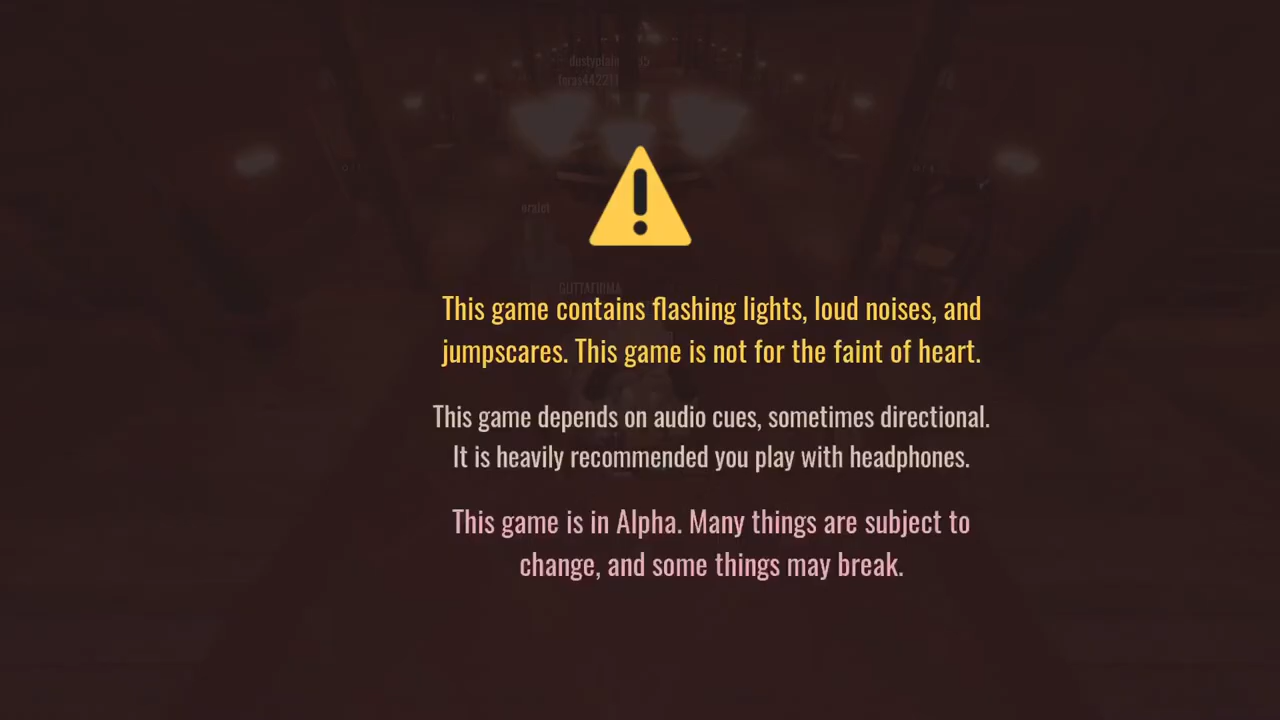 This game contains flashing lights, loud noises, and
jumpscares. This game is not for the faint of heart.
This game depends on audio cues, sometimes directional.
It is heavily recommended you play with headphones.
This game is in Alpha. Many things are subject to
change, and some things may break.